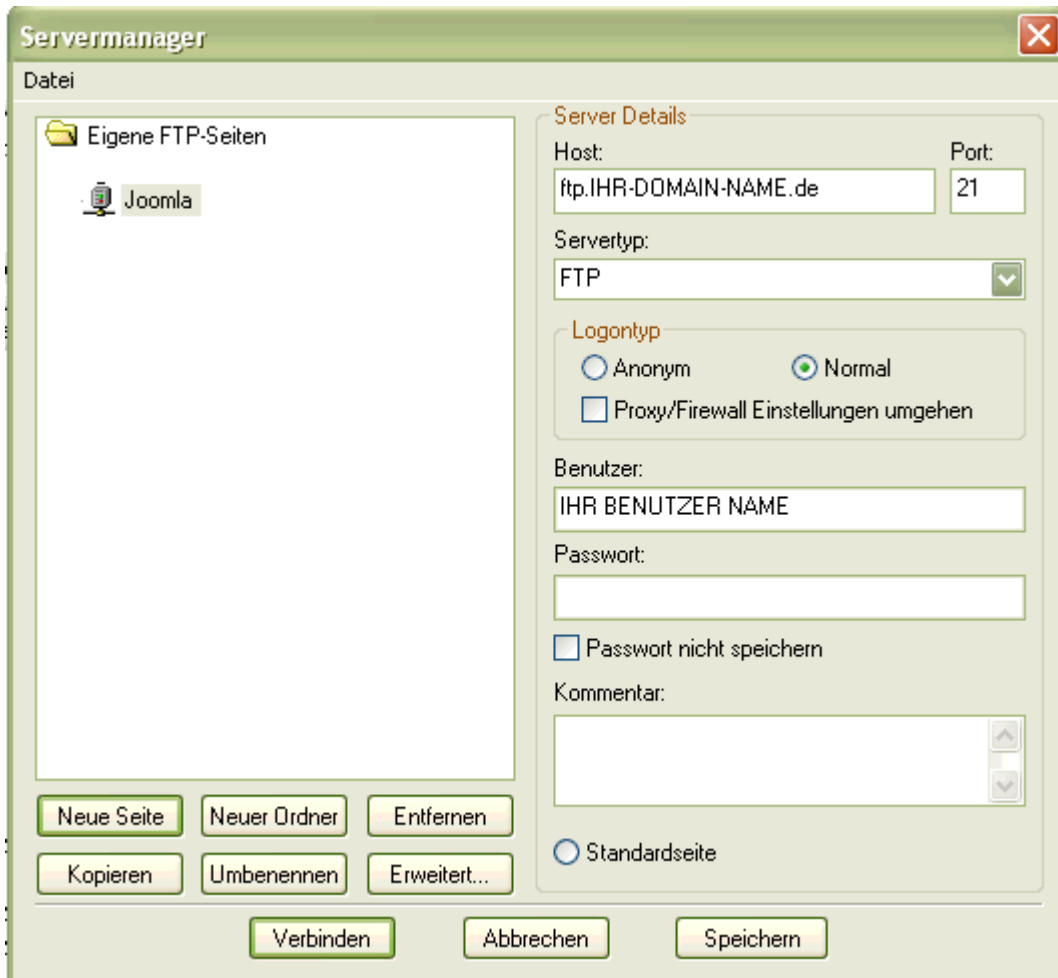 Servermanager
Datei
Eigene FTP-Seiten
Joomla
Neue Seite
Neuer Ordner
Entfernen
Kopieren
Umbenennen
Erweitert...
Server Details
Host:
Port:
ftp.IHR-DOMAIN-NAME.de
21
Servertyp:
FTP
Logontyp
Anonym
Normal
Proxy/Firewall Einstellungen umgehen
Benutzer:
IHR BENUTZER NAME
Passwort:
Passwort nicht speichern
Kommentar:
Standardseite
Verbinden
Abbrechen
Speichern